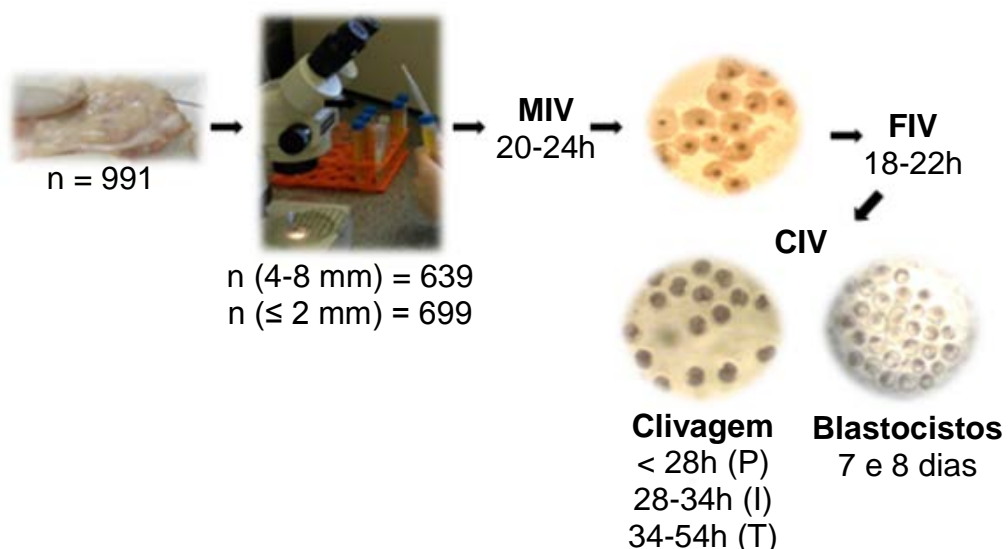 n = 991
n (4-8 mm) = 639
n (≤ 2 mm) = 699
MIV
20-24h
FIV
18-22h
CIV
Clivagem
< 28h (P)
28-34h (I)
34-54h (T)
Blastocistos
7 e 8 dias